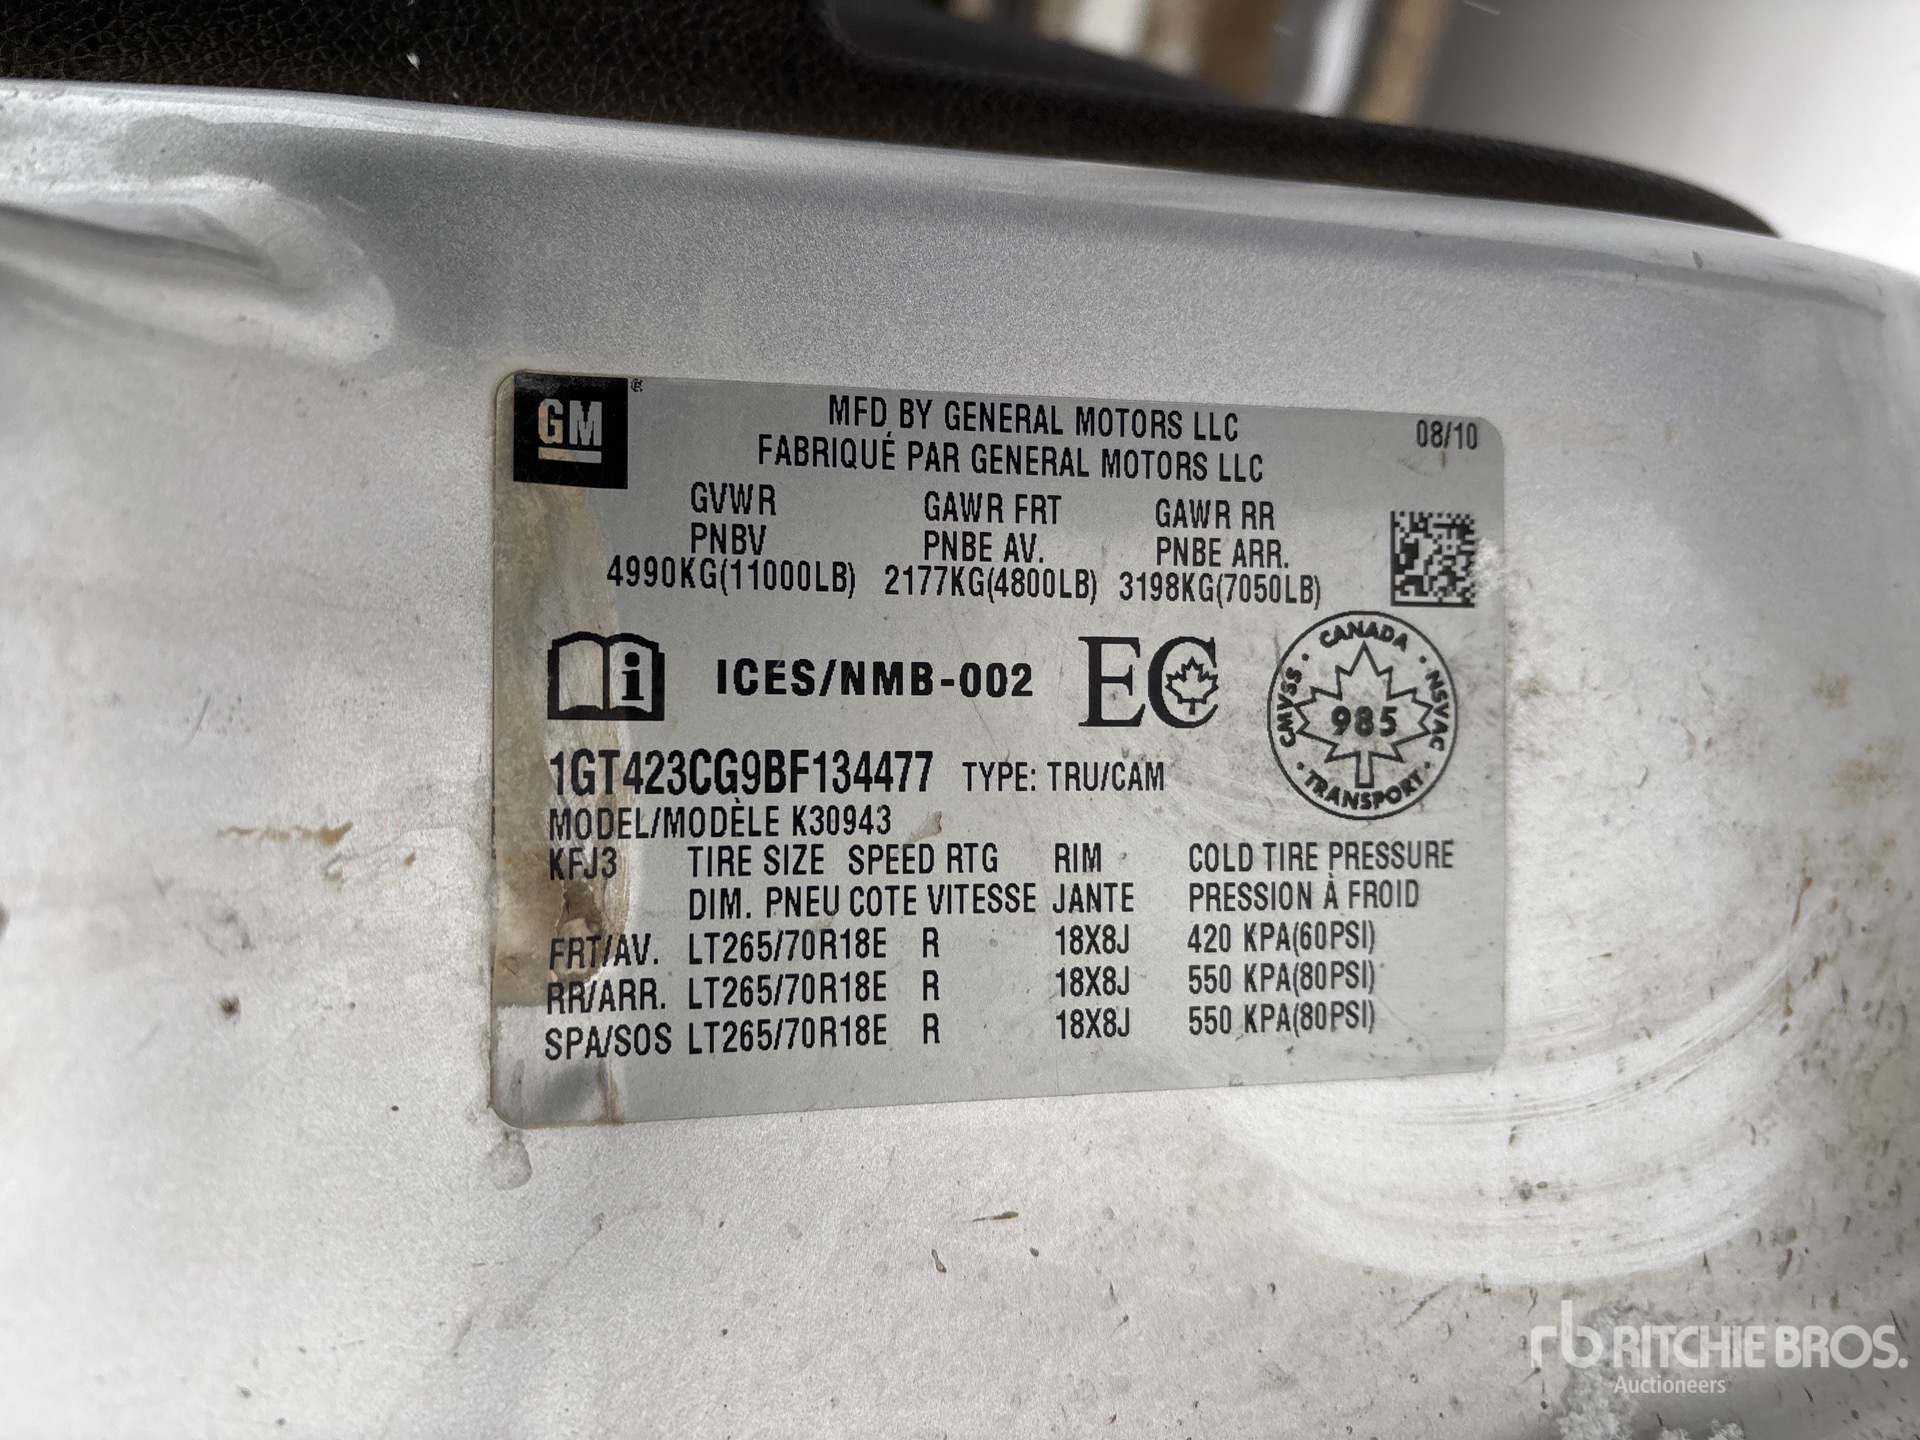 GM
MFD BY GENERAL MOTORS LLC 08/10
FABRIQUÉ PAR GENERAL MOTORS LLC
GVWR GAWR FRT GAWR RR
PNBV PNBE AV. PNBE ARR.
4990KG(11000LB) 2177KG(4800LB) 3198KG(7050LB)
i ICES/NMB-002 EC
CANADA
CMVSS • 985 • NSVAC
TRANSPORT
1GT423CG9BF134477 TYPE: TRU/CAM
MODEL/MODÈLE K30943
KFJ3 TIRE SIZE SPEED RTG RIM COLD TIRE PRESSURE
DIM. PNEU COTE VITESSE JANTE PRESSION À FROID
FRT/AV. LT265/70R18E R 18X8J 420 KPA(60PSI)
RR/ARR. LT265/70R18E R 18X8J 550 KPA(80PSI)
SPA/SOS LT265/70R18E R 18X8J 550 KPA(80PSI)
rb RITCHIE BROS.
Auctioneers